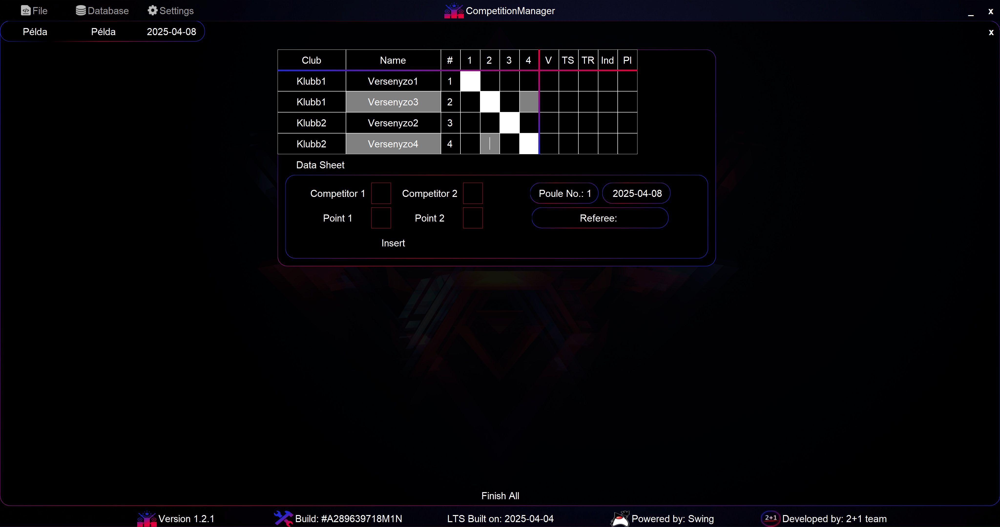 File Database Settings CompetitionManager _ x
Példa Példa 2025-04-08 x
Club Name # 1 2 3 4 V TS TR Ind Pl
Klubb1 Versenyzo1 1
Klubb1 Versenyzo3 2
Klubb2 Versenyzo2 3
Klubb2 Versenyzo4 4
Data Sheet
Competitor 1 Competitor 2 Poule No.: 1 2025-04-08
Point 1 Point 2 Referee:
Insert
Finish All
Version 1.2.1 Build: #A289639718M1N LTS Built on: 2025-04-04 Powered by: Swing 2+1 Developed by: 2+1 team